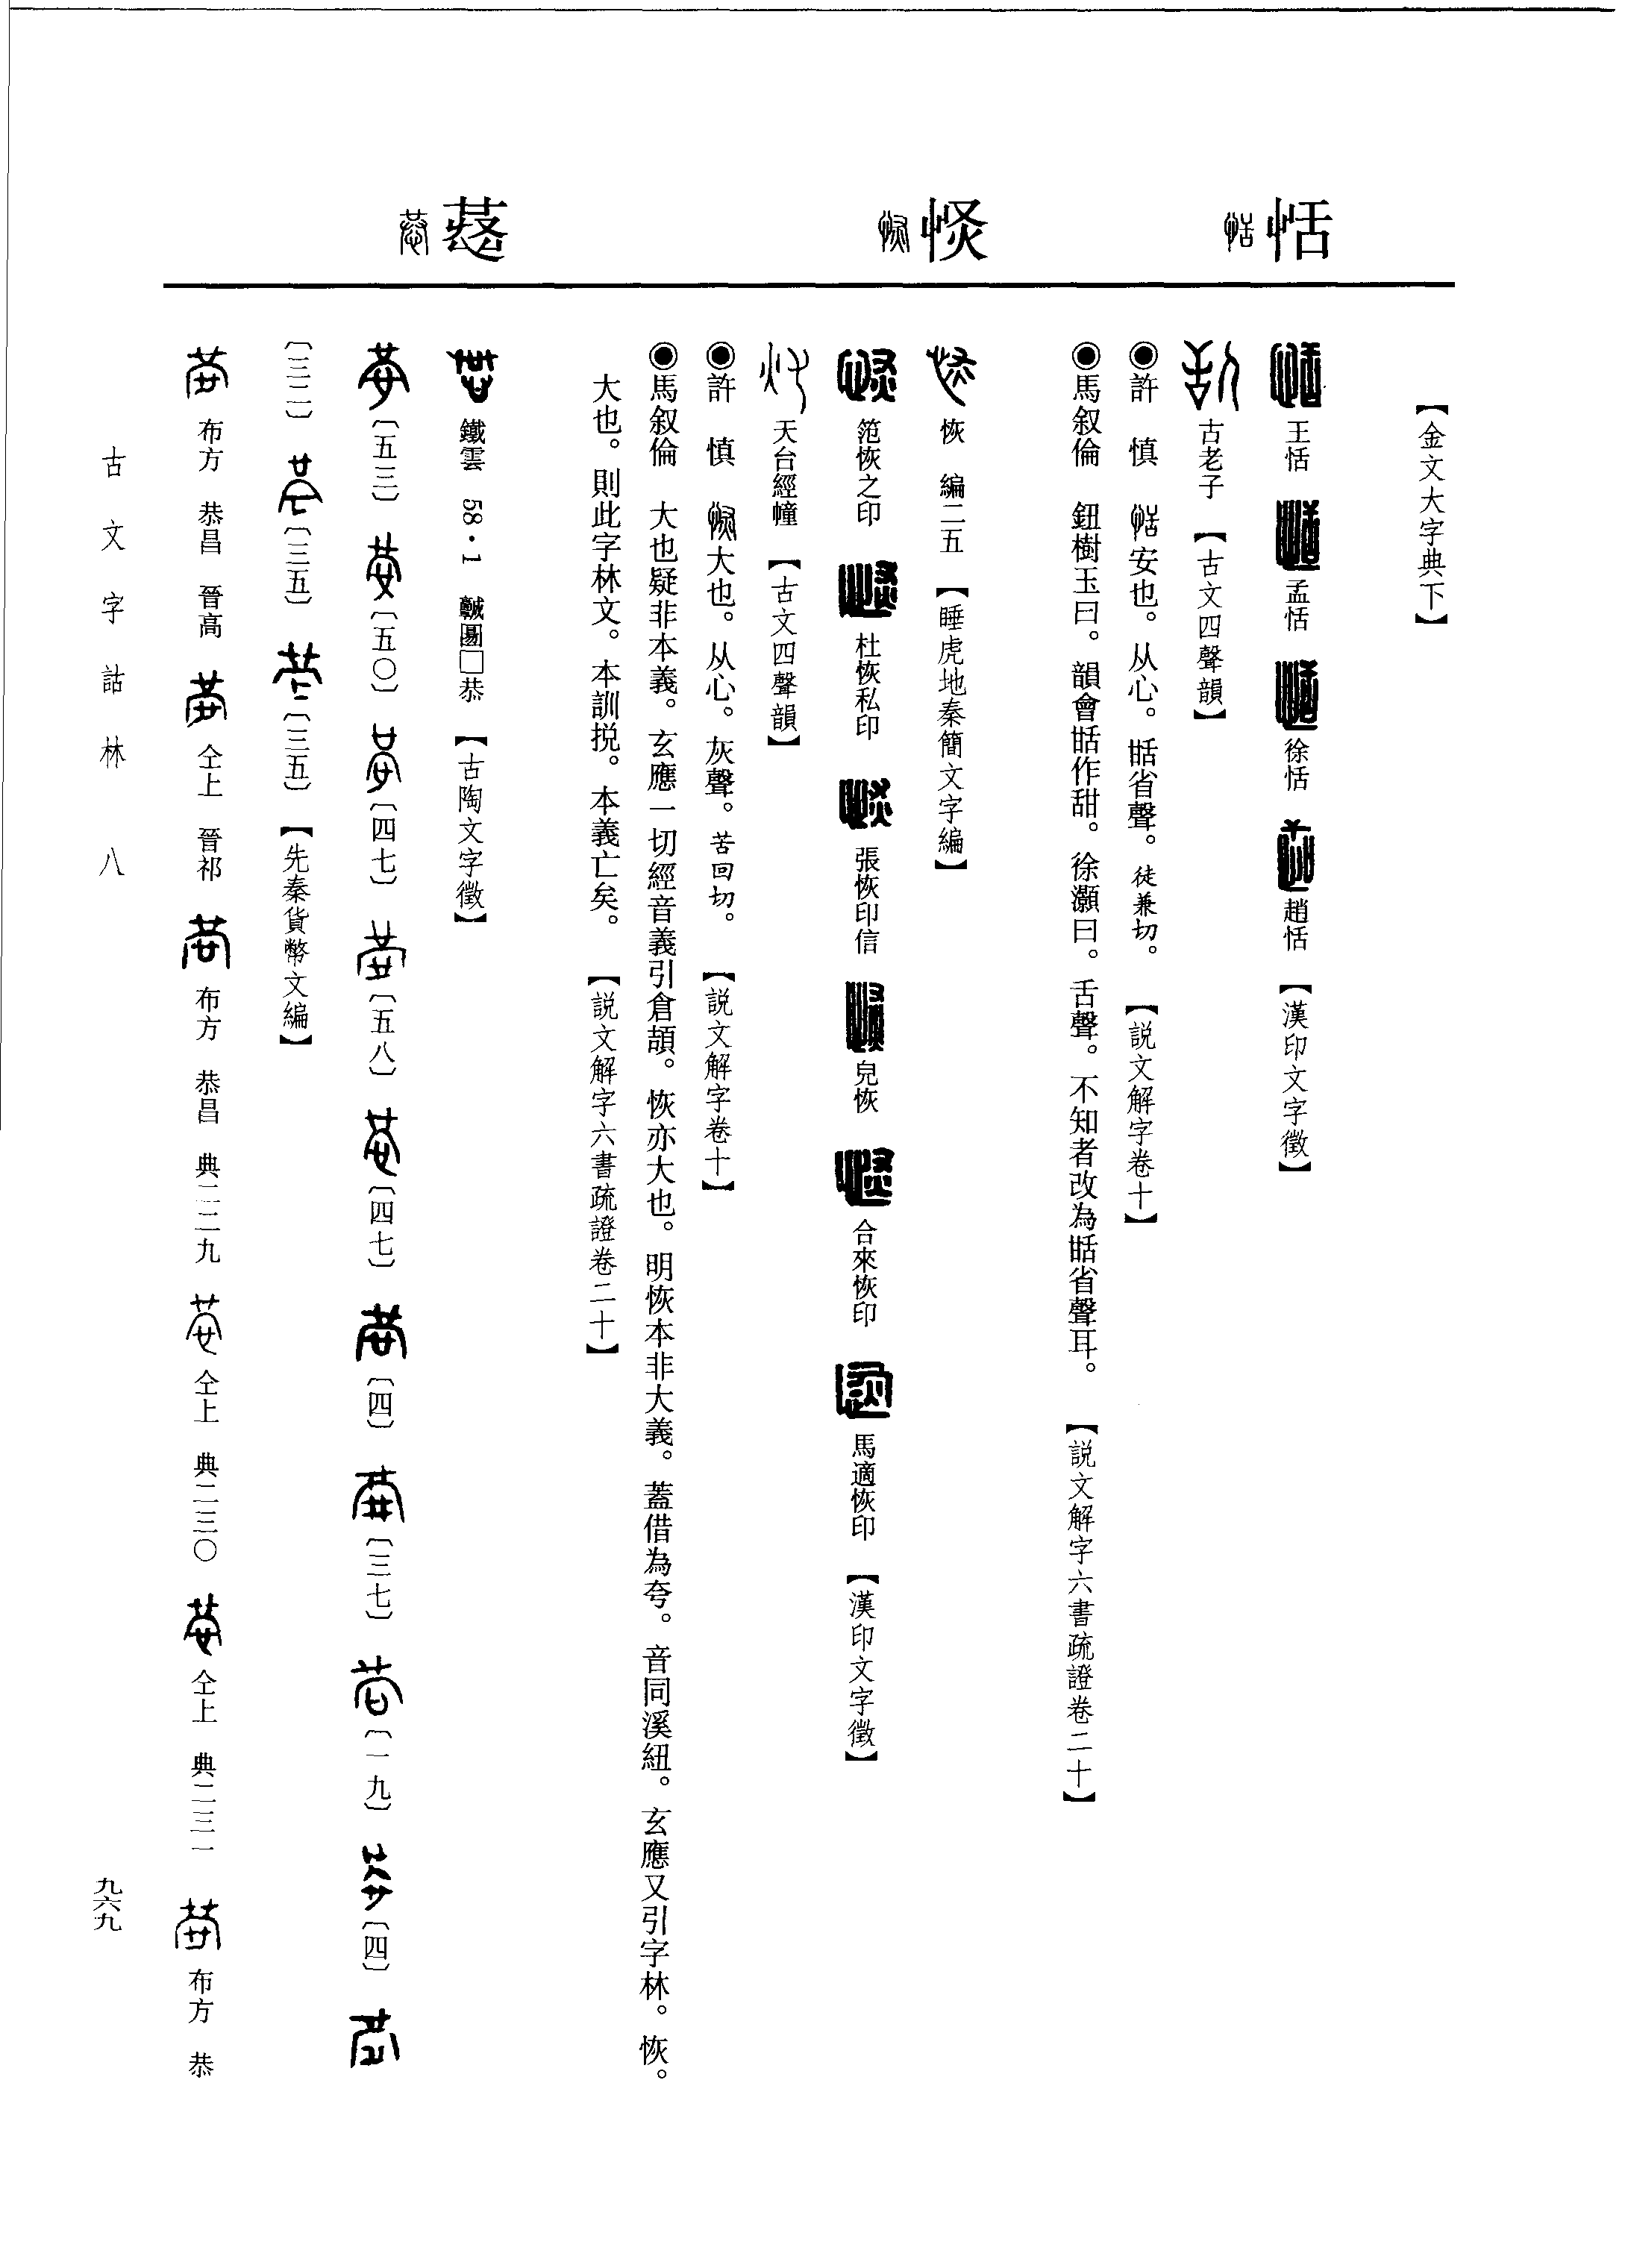 恬
恢
恭
【金文大字典下】
王恬 孟恬 徐恬 趙恬 【漢印文字徵】
古老子 【古文四聲韻】
◉許 慎 安也。从心。甛省聲。徒兼切。 【説文解字卷十】
◉馬叙倫 鈕樹玉曰。韻會甛作甜。徐灝曰。舌聲。不知者改為甛省聲耳。 【説文解字六書疏證卷二十】
恢 編二五 【睡虎地秦簡文字編】
范恢之印 杜恢私印 張恢印信 兒恢 合來恢印 馬適恢印 【漢印文字徵】
天台經幢 【古文四聲韻】
◉許 慎 大也。从心。灰聲。苦回切。 【説文解字卷十】
◉馬叙倫 大也疑非本義。玄應一切經音義引倉頡。恢亦大也。明恢本非大義。蓋借為夸。音同溪紐。玄應又引字林。恢。
大也。則此字林文。本訓挩。本義亡矣。 【説文解字六書疏證卷二十】
鐵雲 58·1 □恭 【古陶文字徵】
〔五三〕 〔五〇〕 〔四七〕 〔五八〕 〔四七〕 〔四〕 〔三七〕 〔一九〕 〔四〕
〔三二〕 〔三五〕 〔三五〕 【先秦貨幣文編】
布方 恭昌 晉高 仝上 晉祁 布方 恭昌 典二二九 仝上 典二三〇 仝上 典二三一 布方 恭
古文字詁林 八
九六九